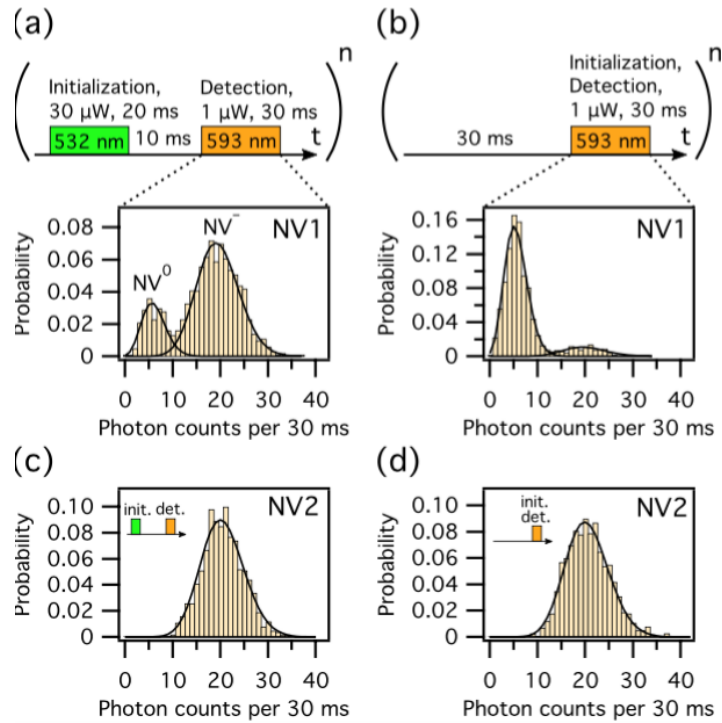 (a)
Initialization,
30 μW, 20 ms
Detection,
1 μW, 30 ms
n
532 nm
10 ms
593 nm
t
NV1
NV⁰
NV⁻
Probability
0.08
0.06
0.04
0.02
0
0 10 20 30 40
Photon counts per 30 ms
(b)
Initialization,
Detection,
1 μW, 30 ms
n
30 ms
593 nm
t
NV1
Probability
0.16
0.12
0.08
0.04
0
0 10 20 30 40
Photon counts per 30 ms
(c)
NV2
init. det.
Probability
0.10
0.08
0.06
0.04
0.02
0
0 10 20 30 40
Photon counts per 30 ms
(d)
NV2
init.
det.
Probability
0.10
0.08
0.06
0.04
0.02
0
0 10 20 30 40
Photon counts per 30 ms